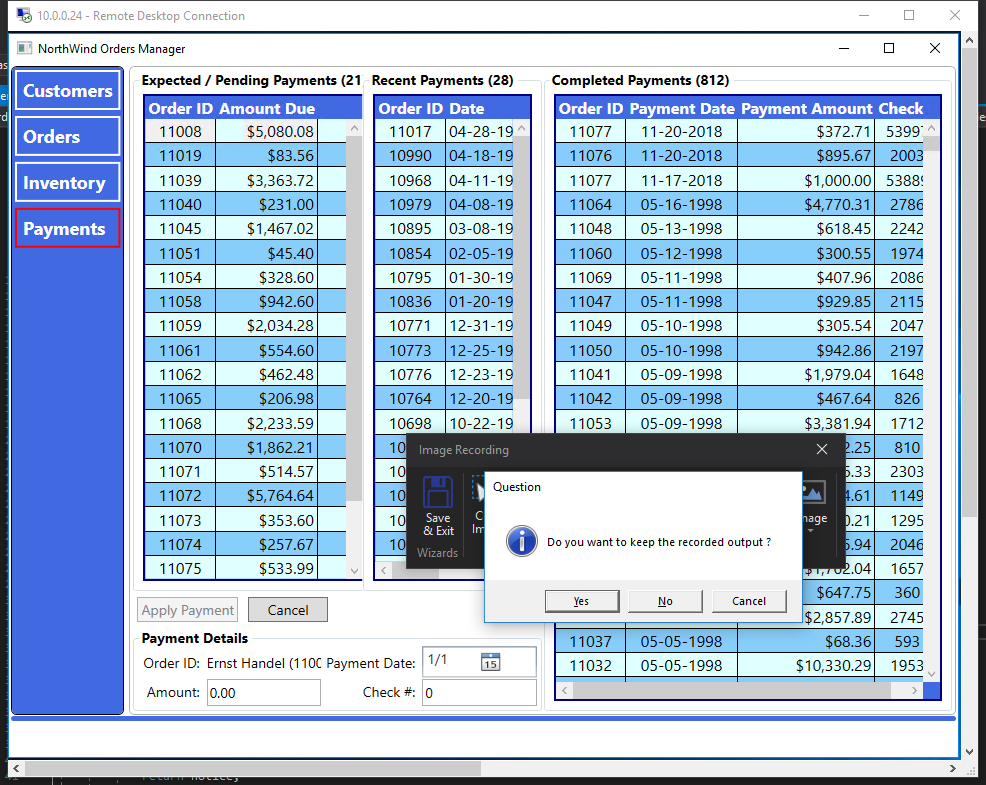 10.0.0.24 - Remote Desktop Connection
NorthWind Orders Manager
Customers
Orders
Inventory
Payments
Expected / Pending Payments (21
Order ID Amount Due
11008 $5,080.08
11019 $83.56
11039 $3,363.72
11040 $231.00
11045 $1,467.02
11051 $45.40
11054 $328.60
11058 $942.60
11059 $2,034.28
11061 $554.60
11062 $462.48
11065 $206.98
11068 $2,233.59
11070 $1,862.21
11071 $514.57
11072 $5,764.64
11073 $353.60
11074 $257.67
11075 $533.99
Recent Payments (28)
Order ID Date
11017 04-28-19
10990 04-18-19
10968 04-11-19
10979 04-08-19
10895 03-08-19
10854 02-05-19
10795 01-30-19
10836 01-20-19
10771 12-31-19
10773 12-25-19
10776 12-23-19
10764 12-20-19
10698 10-22-19
10
10
10
10
10
10
Completed Payments (812)
Order ID Payment Date Payment Amount Check
11077 11-20-2018 $372.71 5399
11076 11-20-2018 $895.67 2003
11077 11-17-2018 $1,000.00 5388
11064 05-16-1998 $4,770.31 2786
11048 05-13-1998 $618.45 2242
11060 05-12-1998 $300.55 1974
11069 05-11-1998 $407.96 2086
11047 05-11-1998 $929.85 2115
11049 05-10-1998 $305.54 2047
11050 05-10-1998 $942.86 2197
11041 05-09-1998 $1,979.04 1648
11042 05-09-1998 $467.64 826
11053 05-09-1998 $3,381.94 1712
2.25 810
5.33 2303
4.61 1149
0.21 1295
5.94 2046
$1,762.04 1657
$647.75 360
$2,857.89 2745
11037 05-05-1998 $68.36 593
11032 05-05-1998 $10,330.29 1953
Image Recording
Save
& Exit
Wizards
C
Im
mage
Question
Do you want to keep the recorded output ?
Yes
No
Cancel
Apply Payment
Cancel
Payment Details
Order ID: Ernst Handel (1100 Payment Date: 1/1 15
Amount: 0.00 Check #: 0